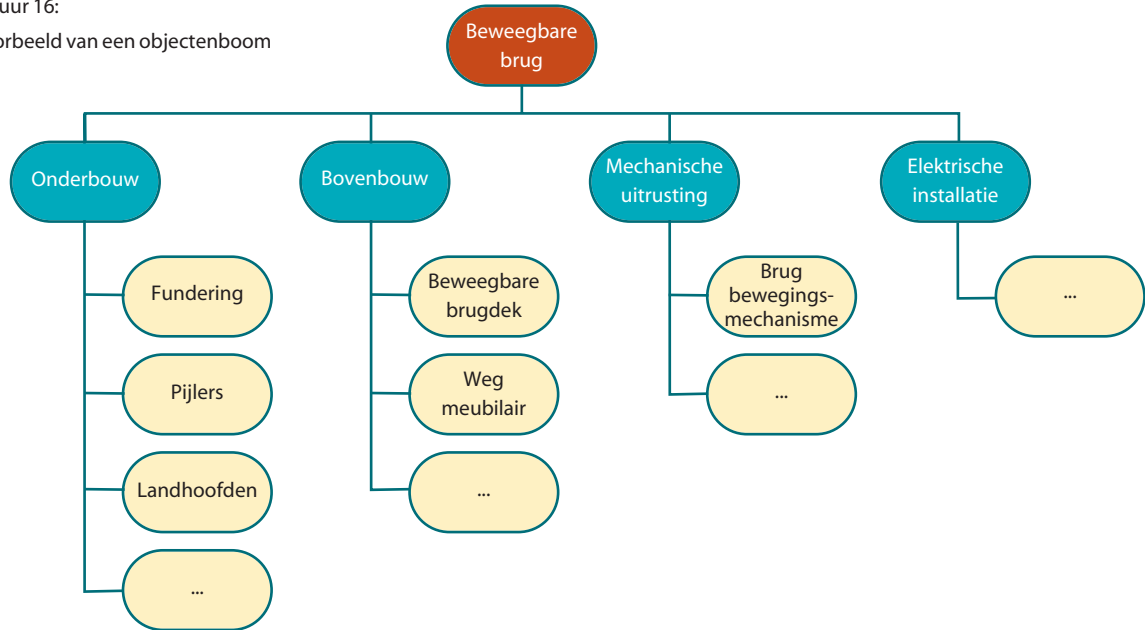 uur 16:
orbeeld van een objectenboom
Beweegbare
brug
Onderbouw
Bovenbouw
Mechanische
uitrusting
Elektrische
installatie
Fundering
Pijlers
Landhoofden
...
Beweegbare
brugdek
Weg
meubilair
...
Brug
bewegings-
mechanisme
...
...